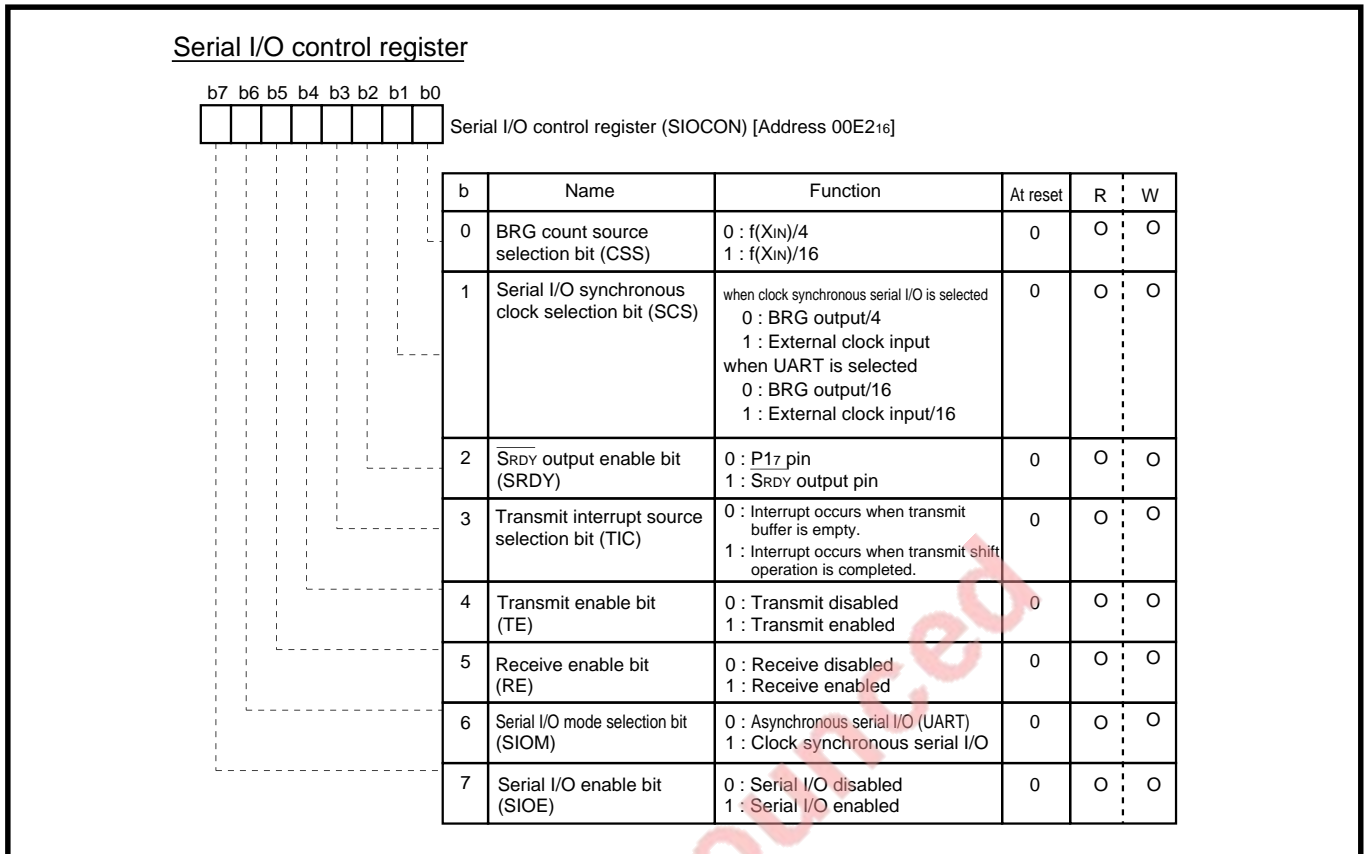 Serial I/O control register
b7 b6 b5 b4 b3 b2 b1 b0
Serial I/O control register (SIOCON) [Address 00E216]
b Name Function At reset R W
0 BRG count source selection bit (CSS) 0 : f(XIN)/4 0 O O
1 : f(XIN)/16
1 Serial I/O synchronous clock selection bit (SCS) when clock synchronous serial I/O is selected 0 O O
0 : BRG output/4
1 : External clock input
when UART is selected
0 : BRG output/16
1 : External clock input/16
2 SRDY output enable bit (SRDY) 0 : P17 pin 0 O O
1 : SRDY output pin
3 Transmit interrupt source selection bit (TIC) 0 : Interrupt occurs when transmit buffer is empty. 0 O O
1 : Interrupt occurs when transmit shift operation is completed.
4 Transmit enable bit (TE) 0 : Transmit disabled 0 O O
1 : Transmit enabled
5 Receive enable bit (RE) 0 : Receive disabled 0 O O
1 : Receive enabled
6 Serial I/O mode selection bit (SIOM) 0 : Asynchronous serial I/O (UART) 0 O O
1 : Clock synchronous serial I/O
7 Serial I/O enable bit (SIOE) 0 : Serial I/O disabled 0 O O
1 : Serial I/O enabled
ounced